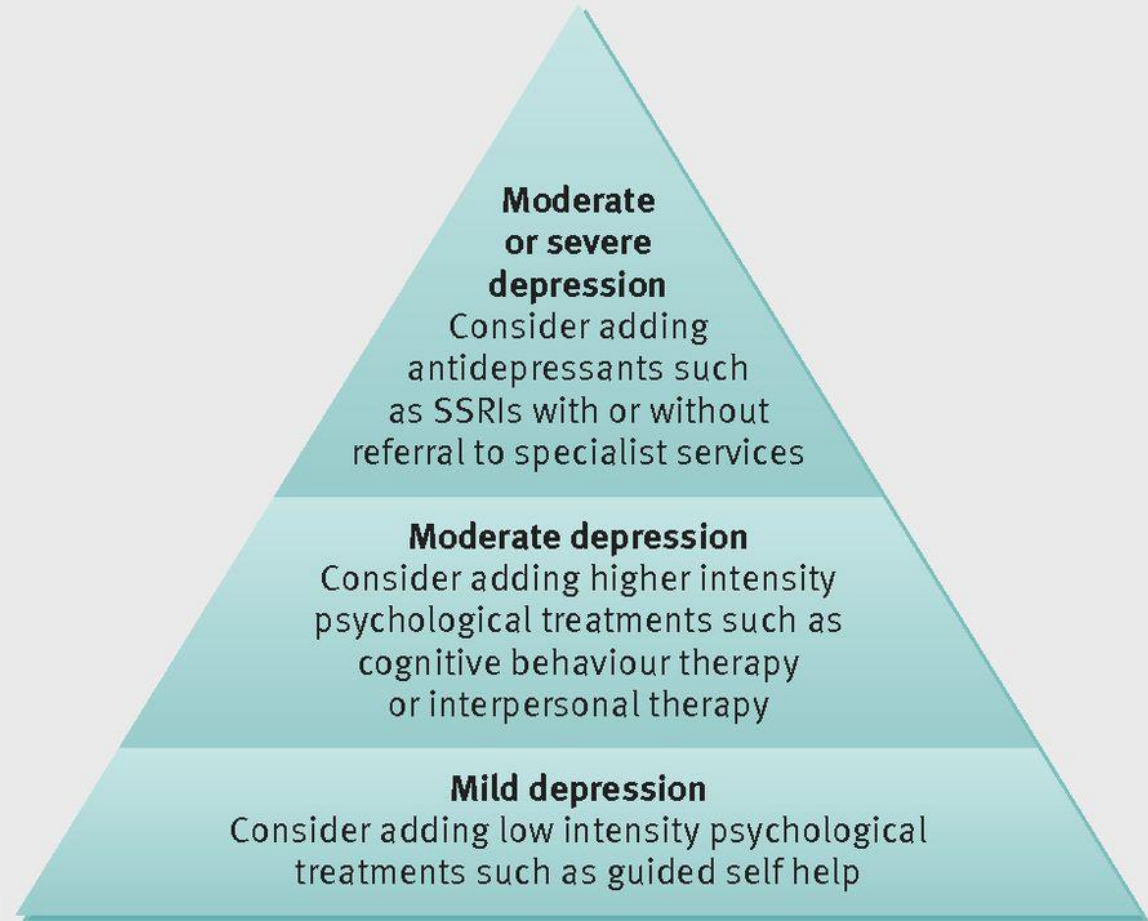 Moderate
or severe
depression
Consider adding
antidepressants such
as SSRIs with or without
referral to specialist services
Moderate depression
Consider adding higher intensity
psychological treatments such as
cognitive behaviour therapy
or interpersonal therapy
Mild depression
Consider adding low intensity psychological
treatments such as guided self help